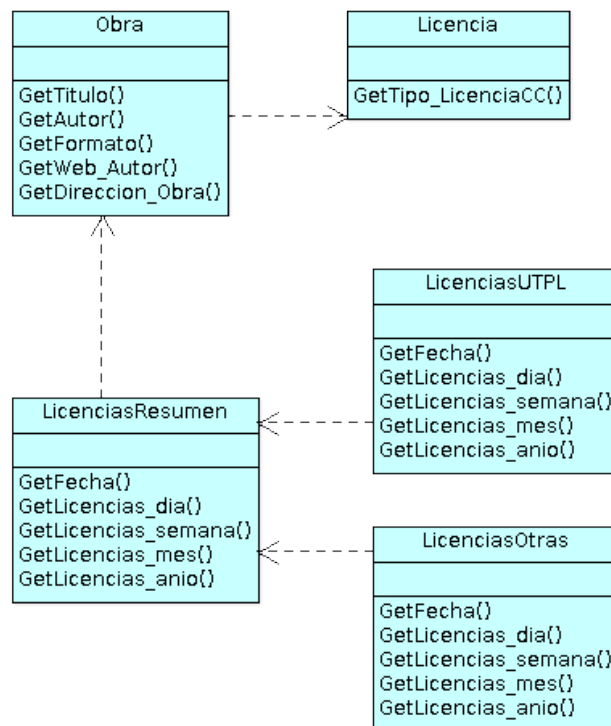 Obra
GetTitulo()
GetAutor()
GetFormato()
GetWeb_Autor()
GetDireccion_Obra()
Licencia
GetTipo_LicenciaCC()
LicenciasUTPL
GetFecha()
GetLicencias_dia()
GetLicencias_semana()
GetLicencias_mes()
GetLicencias_anio()
LicenciasResumen
GetFecha()
GetLicencias_dia()
GetLicencias_semana()
GetLicencias_mes()
GetLicencias_anio()
LicenciasOtras
GetFecha()
GetLicencias_dia()
GetLicencias_semana()
GetLicencias_mes()
GetLicencias_anio()